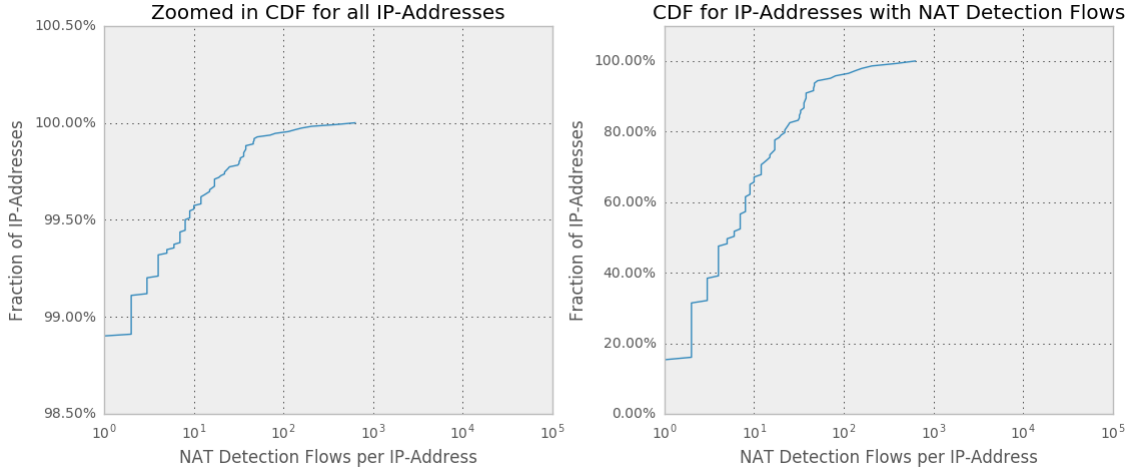 Zoomed in CDF for all IP-Addresses
100.50%
100.00%
99.50%
99.00%
98.50%
Fraction of IP-Addresses
10^0 10^1 10^2 10^3 10^4 10^5
NAT Detection Flows per IP-Address
CDF for IP-Addresses with NAT Detection Flows
100.00%
80.00%
60.00%
40.00%
20.00%
0.00%
Fraction of IP-Addresses
10^0 10^1 10^2 10^3 10^4 10^5
NAT Detection Flows per IP-Address